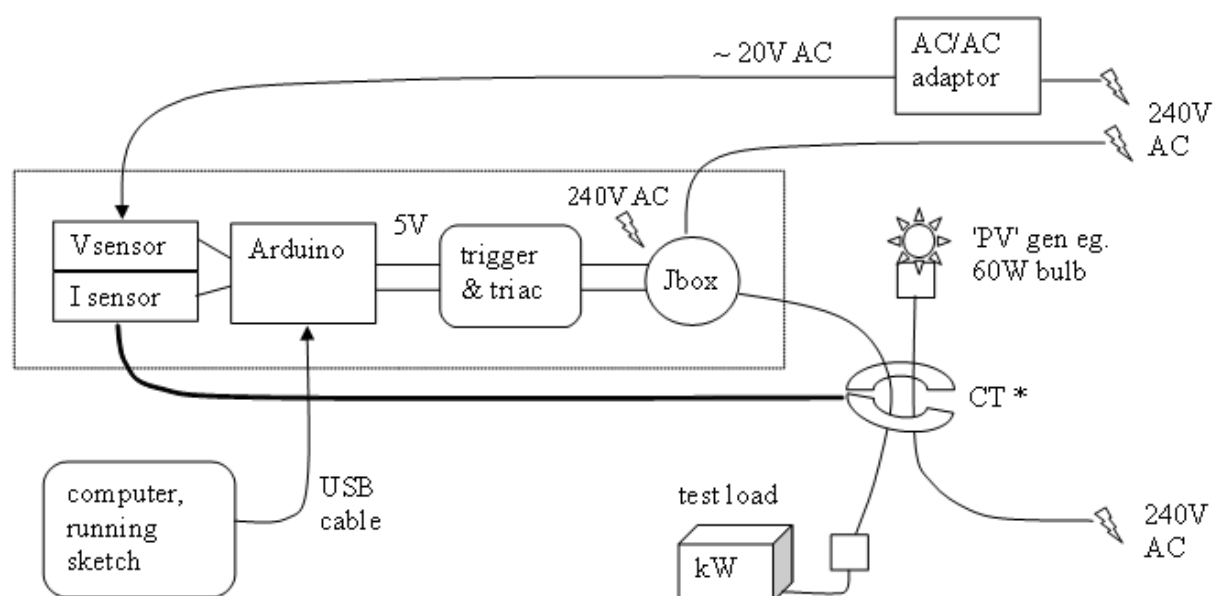 ~ 20V AC
AC/AC
adaptor
240V
AC
240V AC
V sensor
I sensor
Arduino
5V
trigger
& triac
Jbox
'PV' gen eg.
60W bulb
CT *
computer,
running
sketch
USB
cable
test load
kW
240V
AC